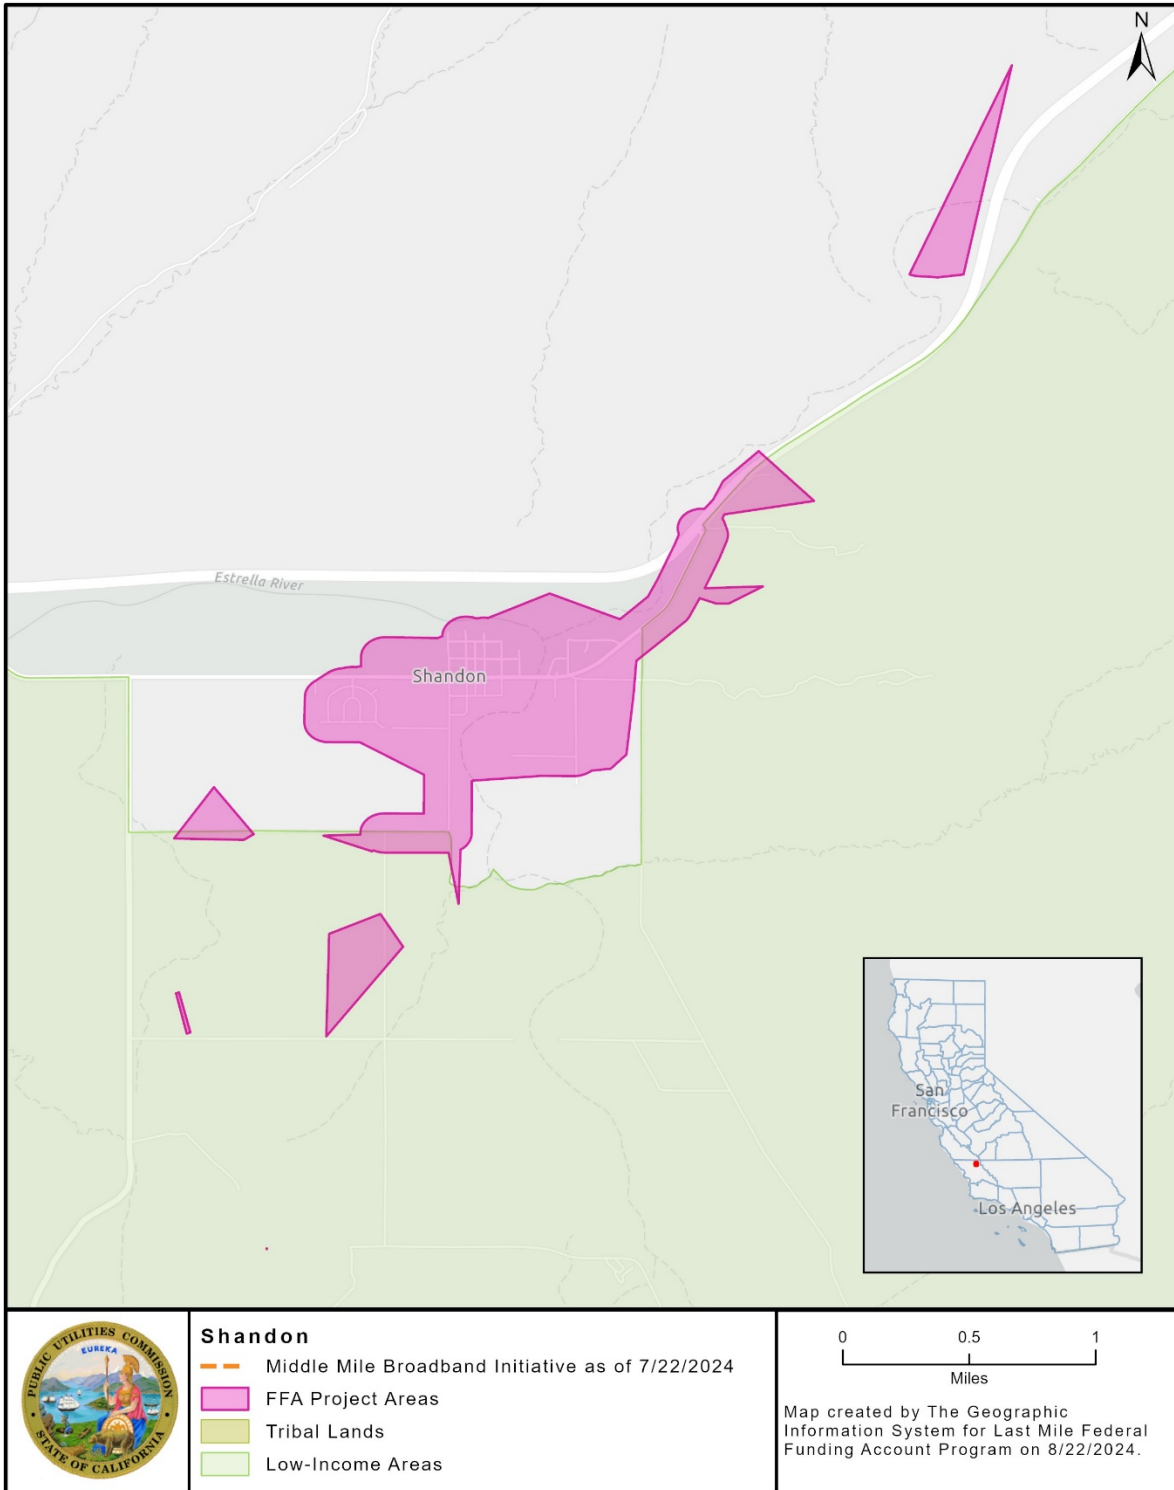 N
Estrella River
Shandon
San
Francisco
Los Angeles
PUBLIC UTILITIES COMMISSION
EUREKA
STATE OF CALIFORNIA
Shandon
Middle Mile Broadband Initiative as of 7/22/2024
FFA Project Areas
Tribal Lands
Low-Income Areas
0 0.5 1
Miles
Map created by The Geographic
Information System for Last Mile Federal
Funding Account Program on 8/22/2024.